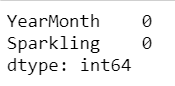 YearMonth    0
Sparkling    0
dtype: int64